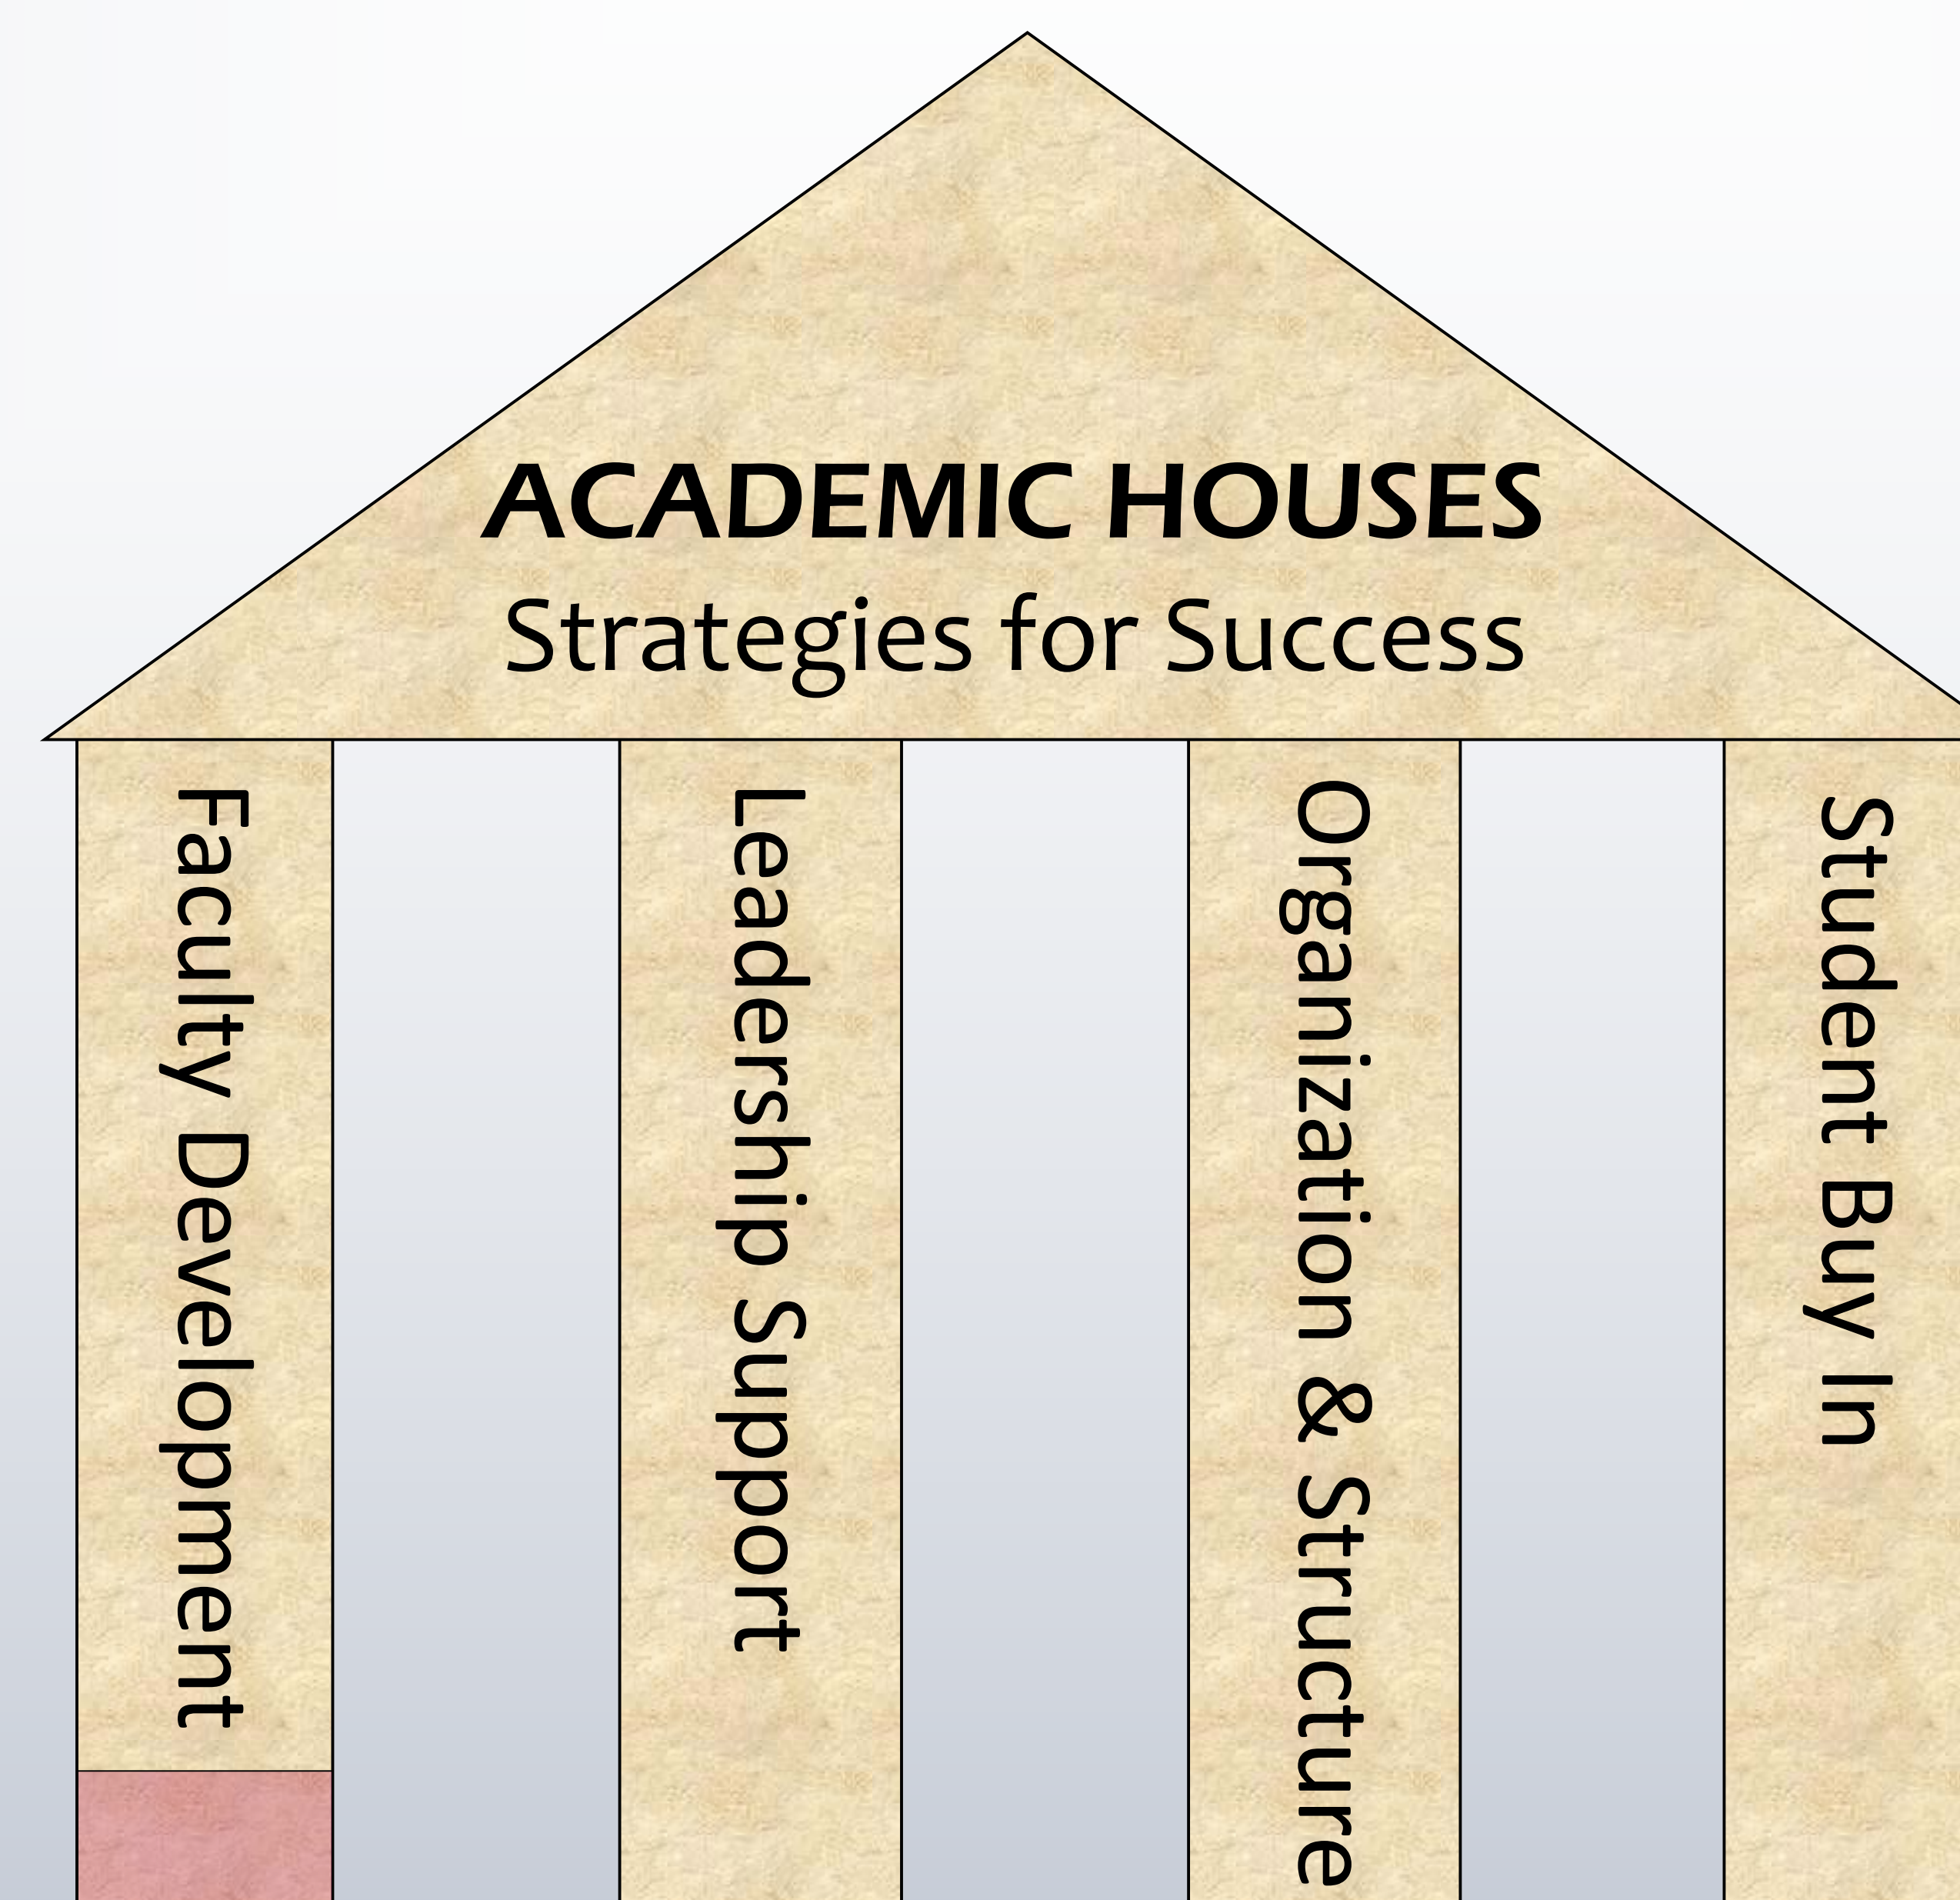 ACADEMIC HOUSES
Strategies for Success
Faculty Development
Leadership Support
Organization & Structure
Student Buy In